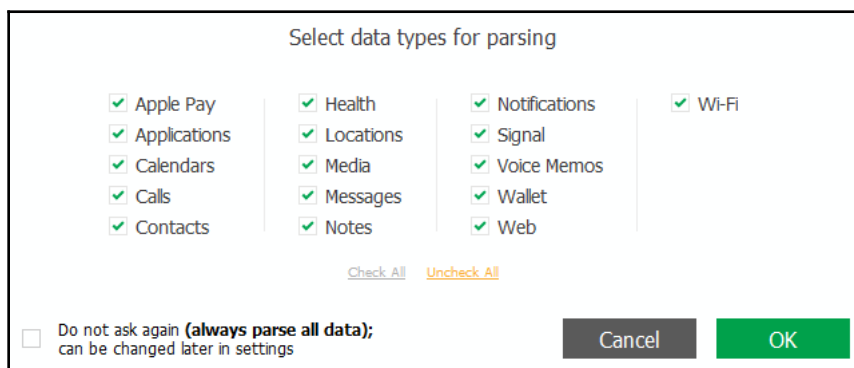 Select data types for parsing
Apple Pay
Applications
Calendars
Calls
Contacts
Health
Locations
Media
Messages
Notes
Notifications
Signal
Voice Memos
Wallet
Web
Wi-Fi
Check All Uncheck All
Do not ask again (always parse all data);
can be changed later in settings
Cancel
OK